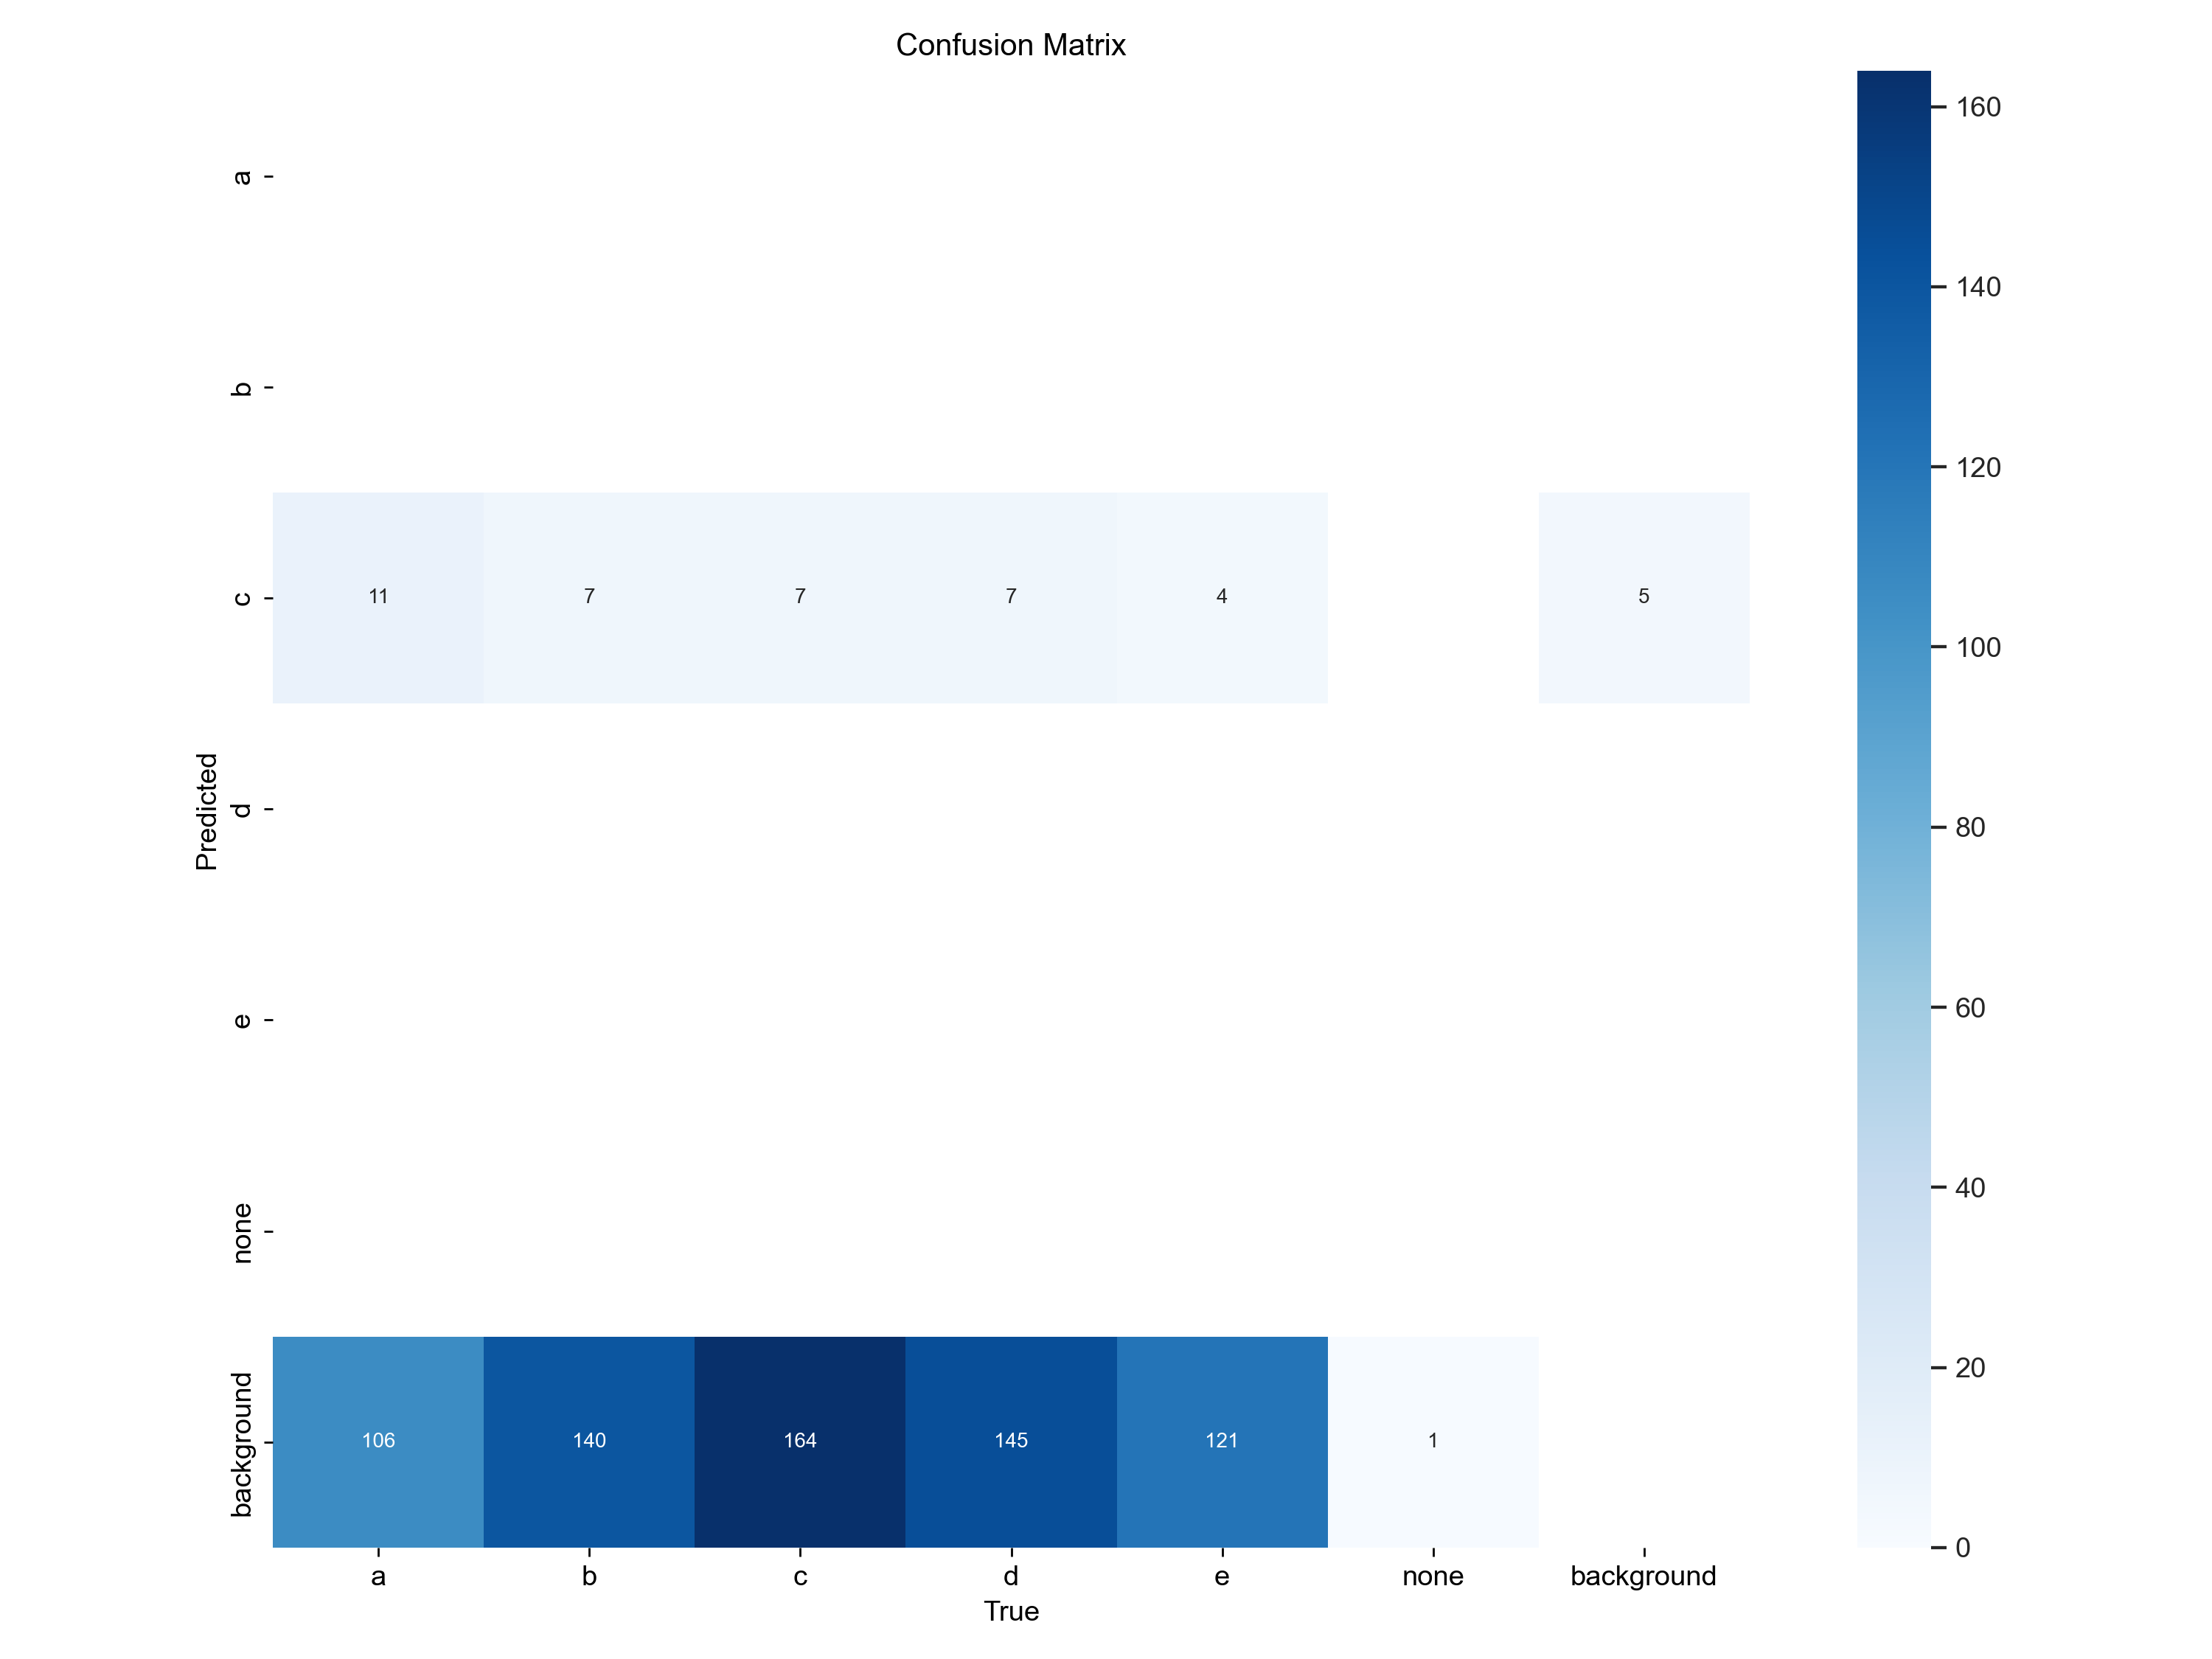 Confusion Matrix
160
a
140
b
120
c
11 7 7 7 4 5
100
Predicted
d
80
e
60
none
40
20
background
106 140 164 145 121 1
0
a b c d e none background
True